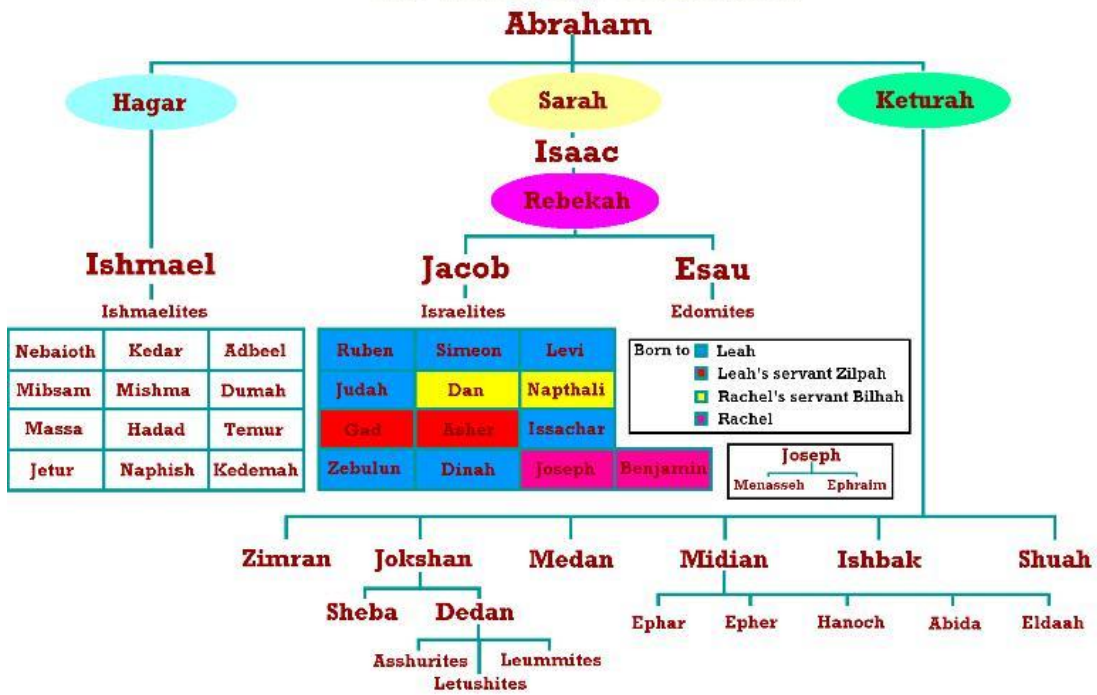 Abraham
Hagar Sarah Keturah
Isaac
Rebekah
Ishmael Jacob Esau
Ishmaelites Israelites Edomites
Nebaioth Kedar Adbeel
Mibsam Mishma Dumah
Massa Hadad Temur
Jetur Naphish Kedemah
Ruben Simeon Levi
Judah Dan Napthali
Gad Asher Issachar
Zebulun Dinah Joseph Benjamin
Born to Leah
Leah's servant Zilpah
Rachel's servant Bilhah
Rachel
Joseph
Menasseh Ephraim
Zimran Jokshan Medan Midian Ishbak Shuah
Sheba Dedan
Ephar Epher Hanoch Abida Eldaah
Asshurites Leummites
Letushites